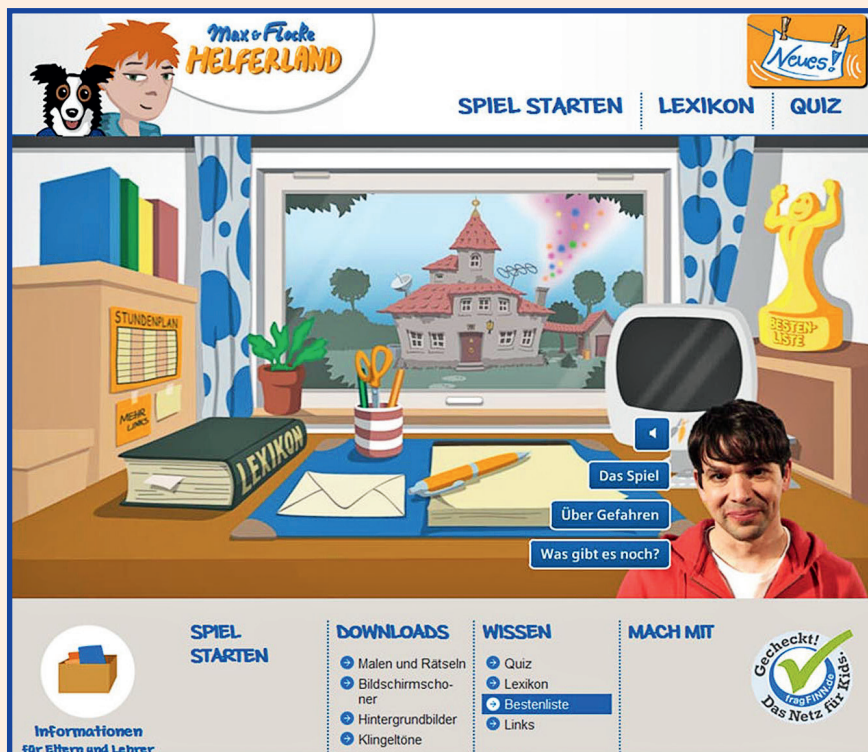 Max & Flocke
HELFERLAND
Neues!
SPIEL STARTEN
LEXIKON
QUIZ
STUNDENPLAN
MEHR
LINKS
LEXIKON
BESTEN-
LISTE
Das Spiel
Über Gefahren
Was gibt es noch?
Informationen
für Eltern und Lehrer
SPIEL
STARTEN
DOWNLOADS
Malen und Rätseln
Bildschirmscho-
ner
Hintergrundbilder
Klingeltöne
WISSEN
Quiz
Lexikon
Bestenliste
Links
MACH MIT
Gecheckt!
fragFINN.de
Das Netz für Kids.